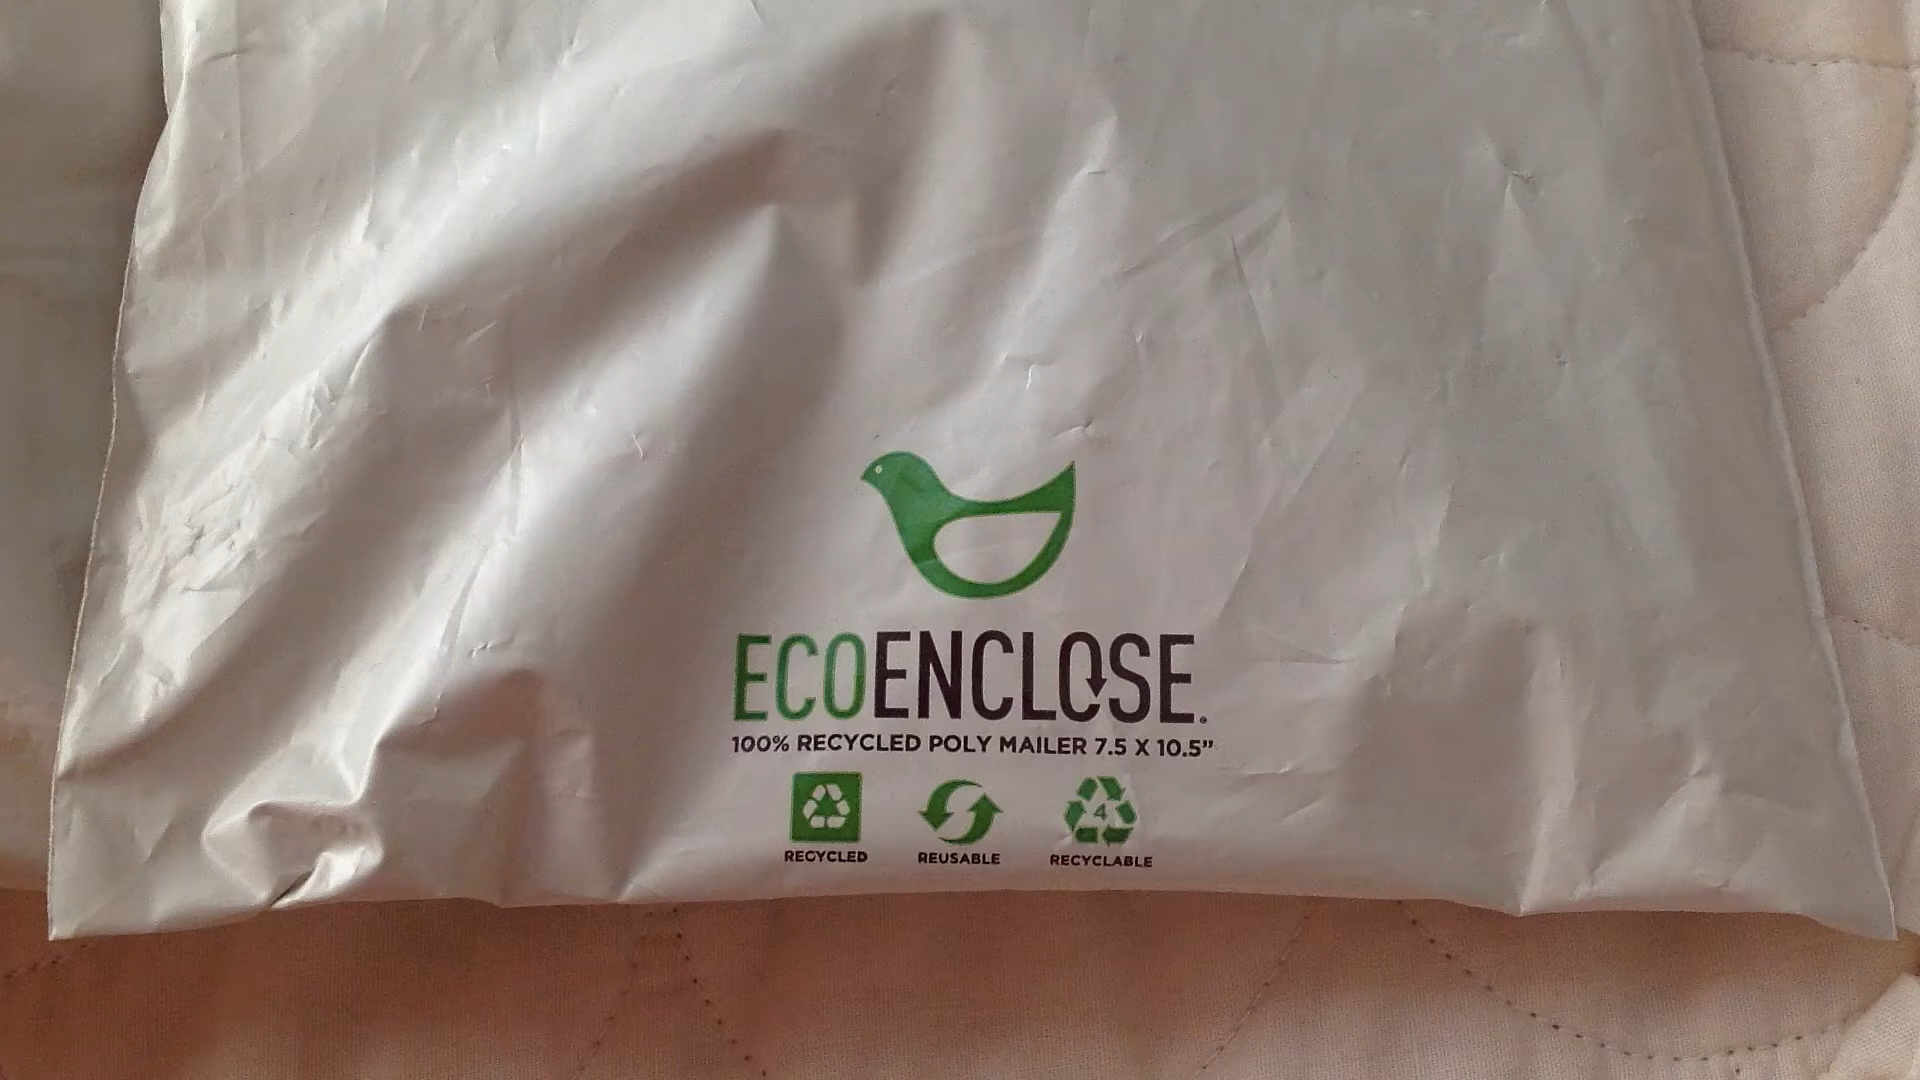 ECOENCLOSE.
100% RECYCLED POLY MAILER 7.5 X 10.5”
4
RECYCLED REUSABLE RECYCLABLE